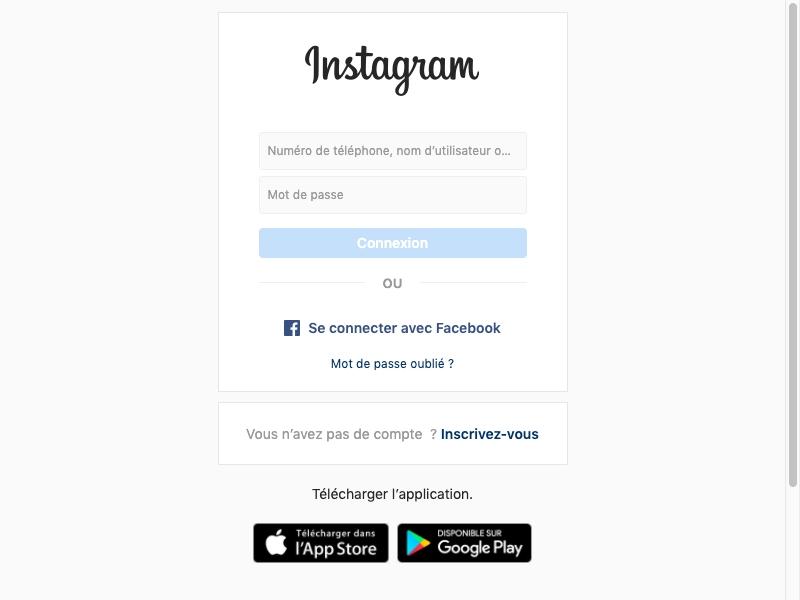 Instagram
Numéro de téléphone, nom d’utilisateur o...
Mot de passe
Connexion
OU
Se connecter avec Facebook
Mot de passe oublié ?
Vous n’avez pas de compte ? Inscrivez-vous
Télécharger l’application.
Télécharger dans
l’App Store
DISPONIBLE SUR
Google Play